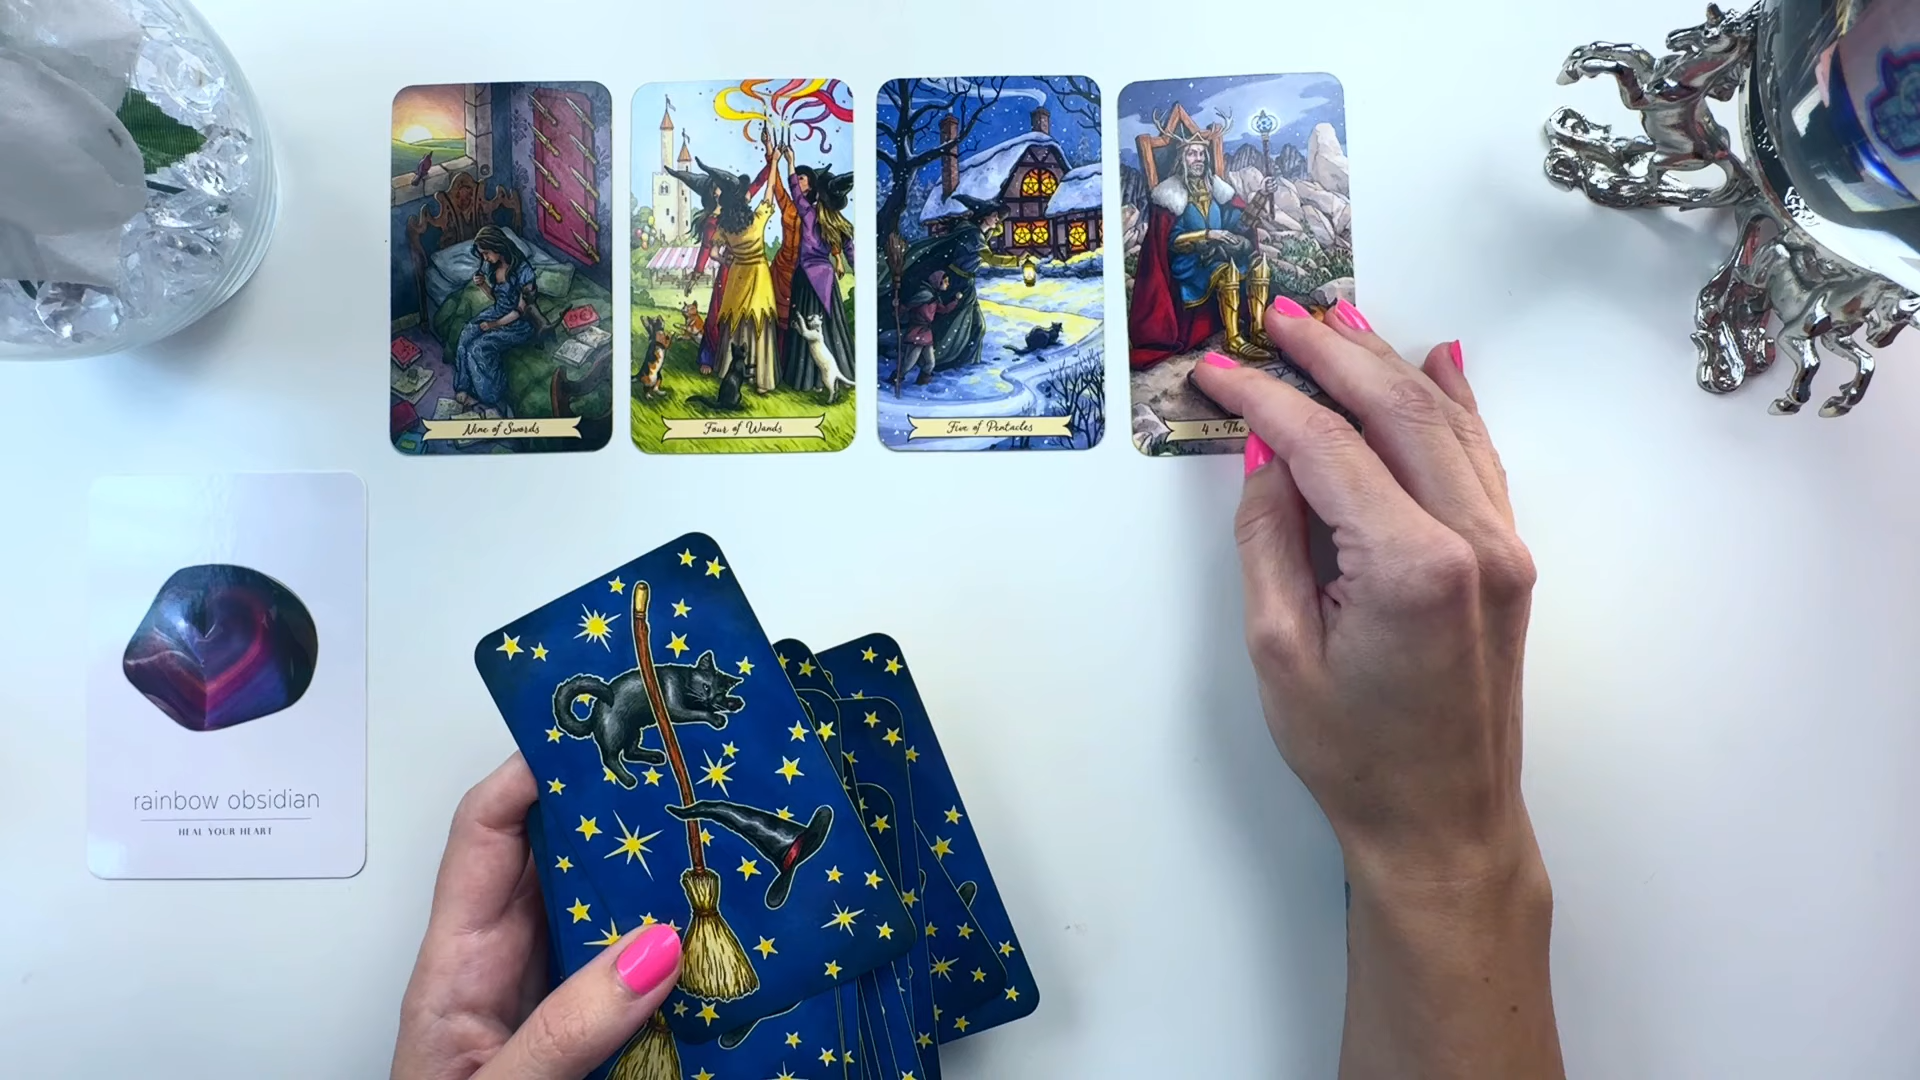 Nine of Swords
Four of Wands
Five of Pentacles
4 • The
rainbow obsidian
HEAL YOUR HEART